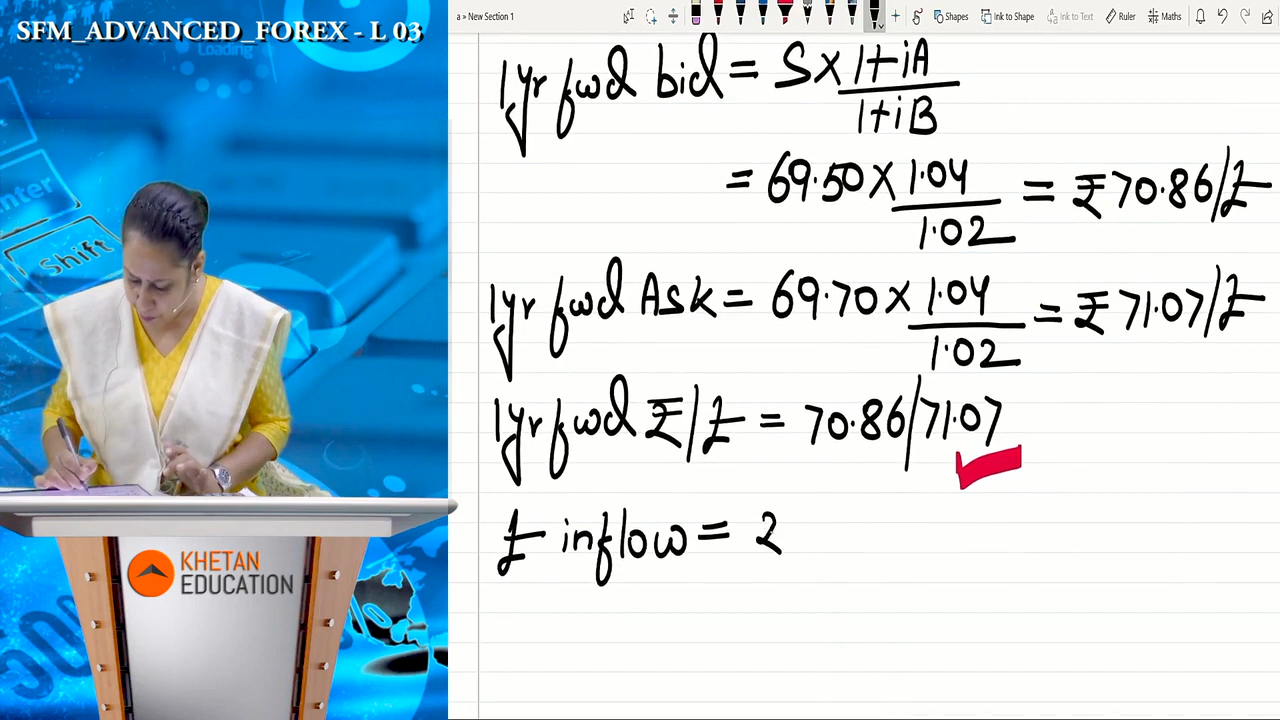 SFM_ADVANCED_FOREX - L 03
Loading
a » New Section 1
Shapes
Ink to Shape
Ink to Text
Ruler
Maths
1yr fwd bid = S × 1+iA / 1+iB
= 69.50 × 1.04 / 1.02 = ₹70.86/£
1yr fwd Ask = 69.70 × 1.04 / 1.02 = ₹71.07/£
1yr fwd ₹/£ = 70.86/71.07
£ inflow = 2
Shift
KHETAN
EDUCATION